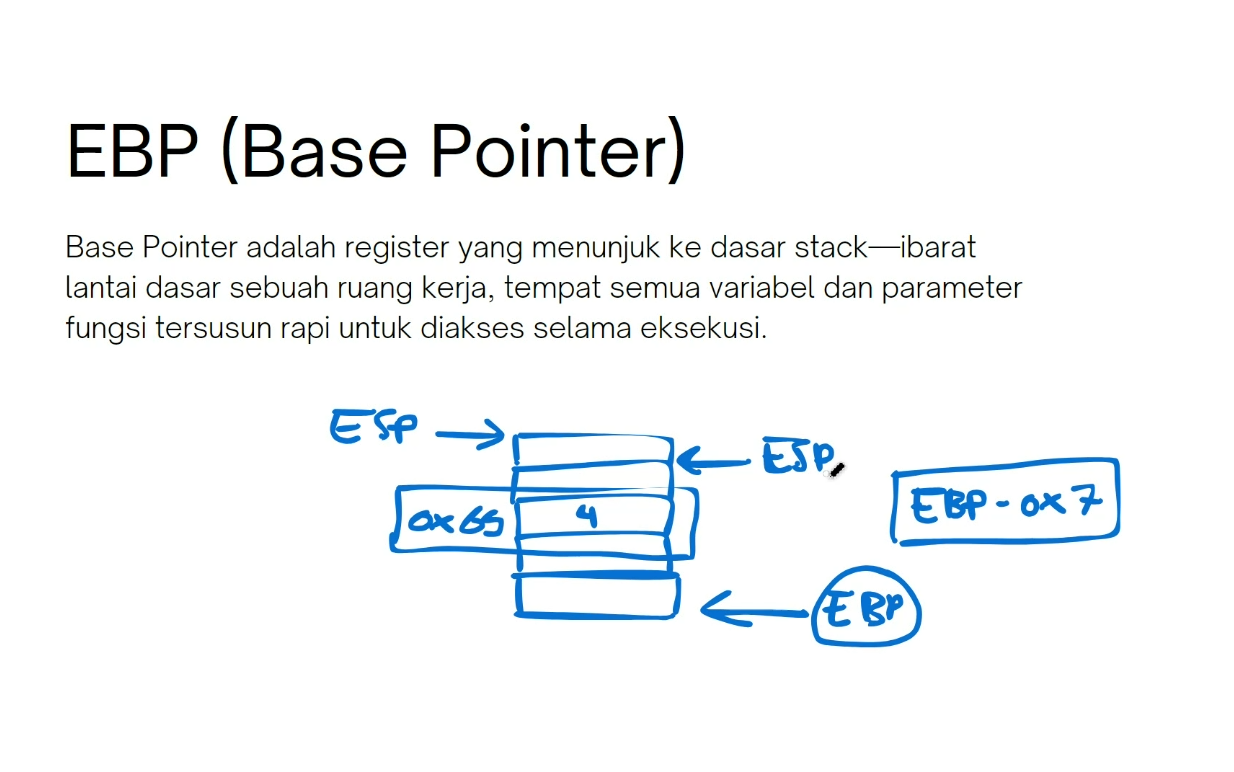 EBP (Base Pointer)
Base Pointer adalah register yang menunjuk ke dasar stack—ibarat
lantai dasar sebuah ruang kerja, tempat semua variabel dan parameter
fungsi tersusun rapi untuk diakses selama eksekusi.
ESP
ESP
0x65 4
EBP - 0x7
EBP